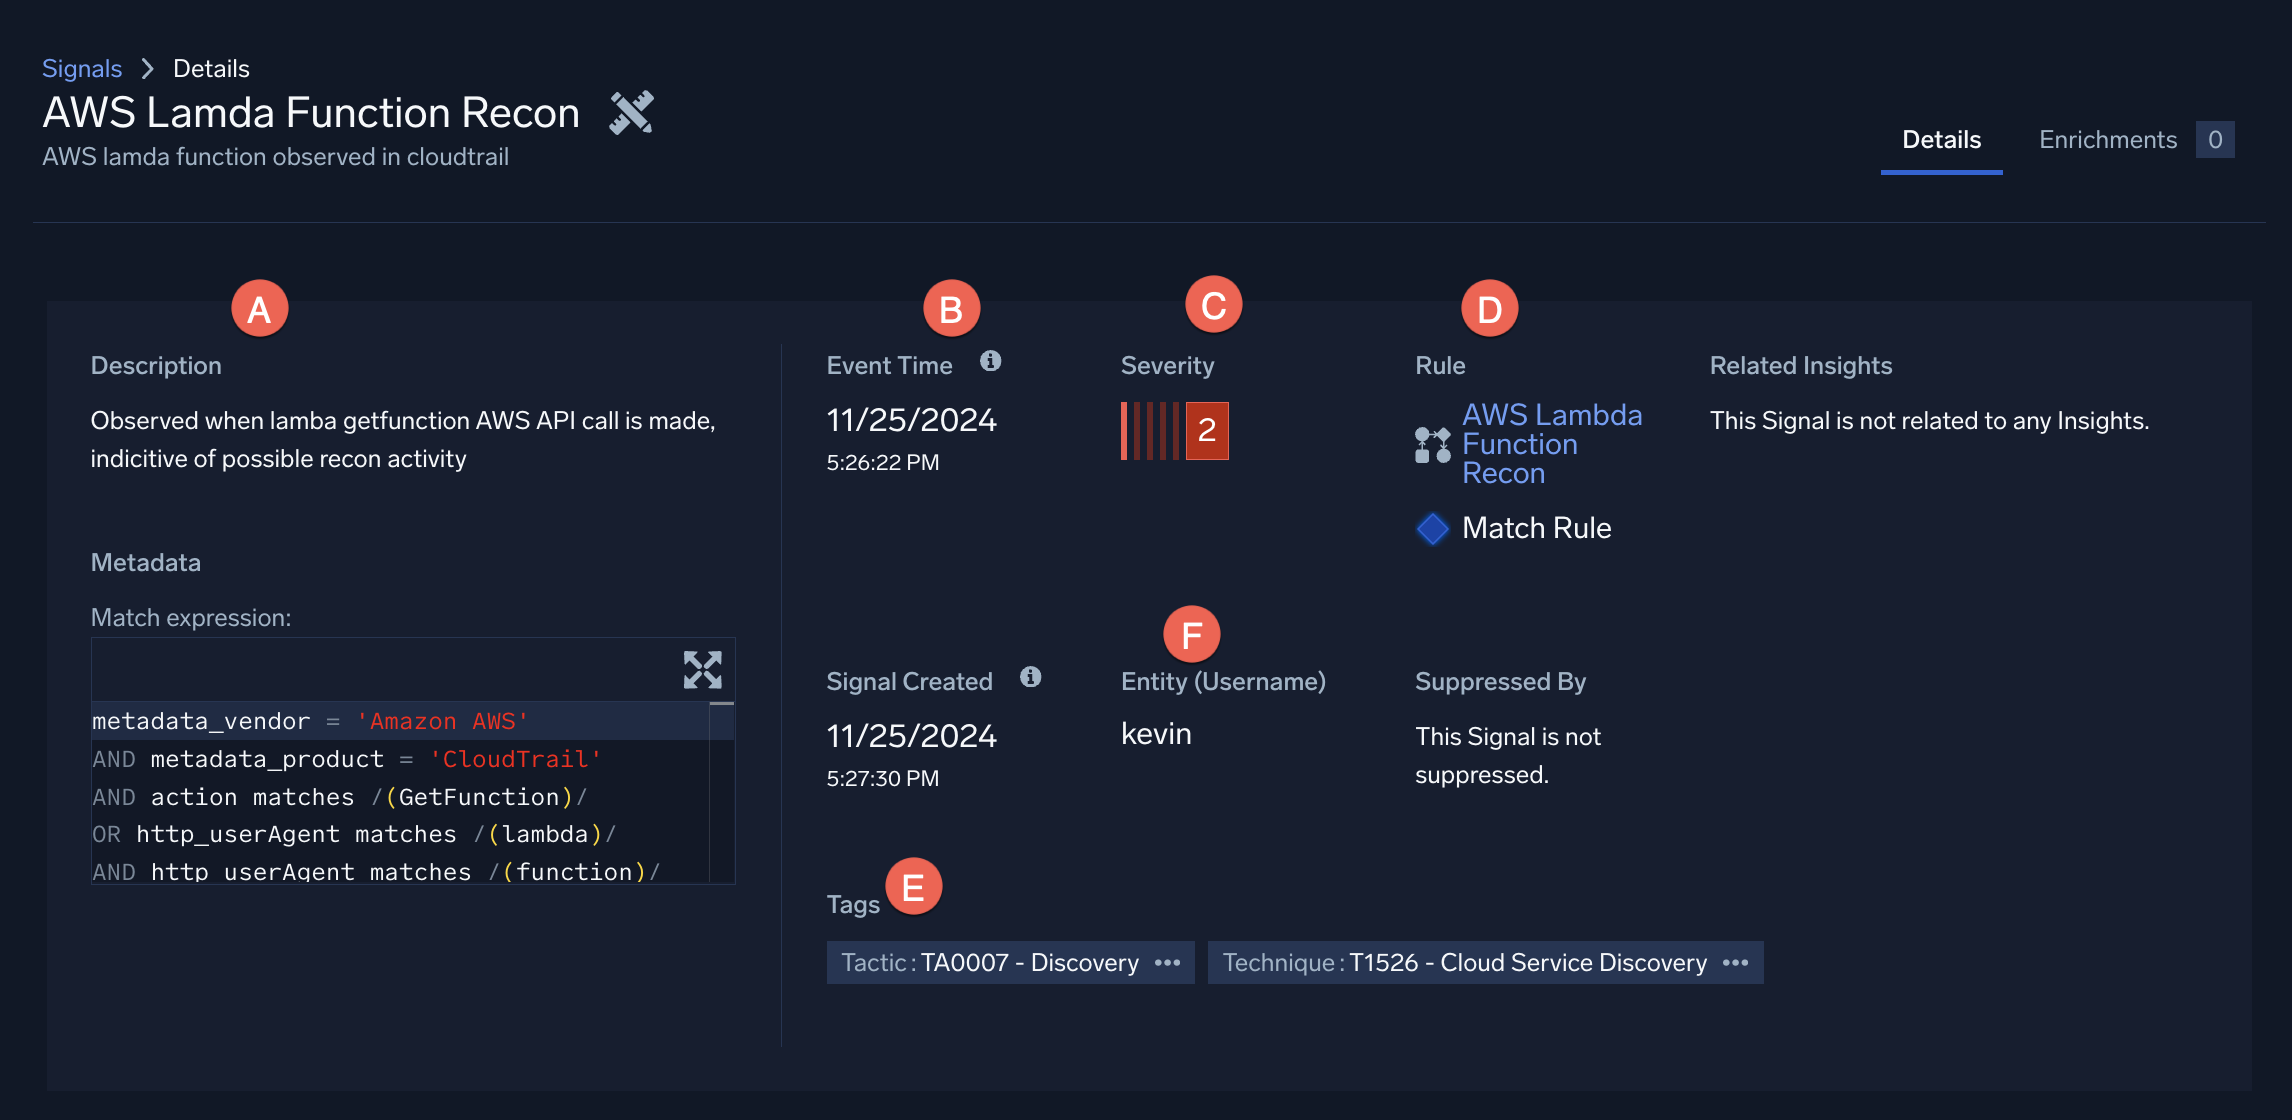 Signals > Details
AWS Lamda Function Recon
AWS lamda function observed in cloudtrail
Details Enrichments 0
A
Description
Observed when lamba getfunction AWS API call is made,
indicitive of possible recon activity
Metadata
Match expression:
metadata_vendor = 'Amazon AWS'
AND metadata_product = 'CloudTrail'
AND action matches /(GetFunction)/
OR http_userAgent matches /(lambda)/
AND http_userAgent matches /(function)/
B
Event Time
11/25/2024
5:26:22 PM
C
Severity
2
D
Rule
AWS Lambda
Function
Recon
Match Rule
Related Insights
This Signal is not related to any Insights.
Signal Created
11/25/2024
5:27:30 PM
F
Entity (Username)
kevin
Suppressed By
This Signal is not
suppressed.
E
Tags
Tactic: TA0007 - Discovery ••• Technique: T1526 - Cloud Service Discovery •••